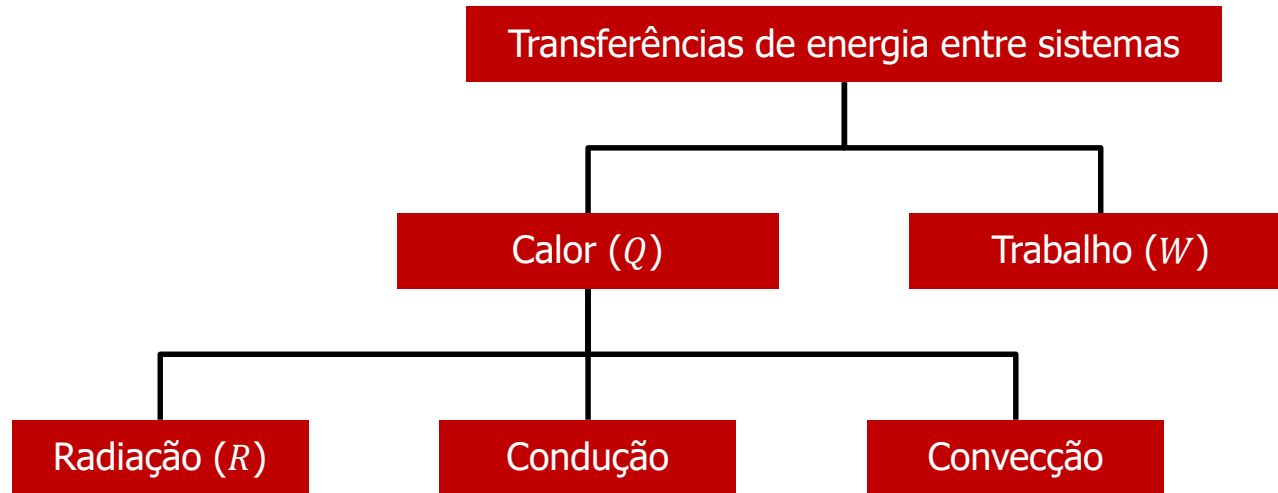 Transferências de energia entre sistemas
Calor (Q)
Trabalho (W)
Radiação (R)
Condução
Convecção